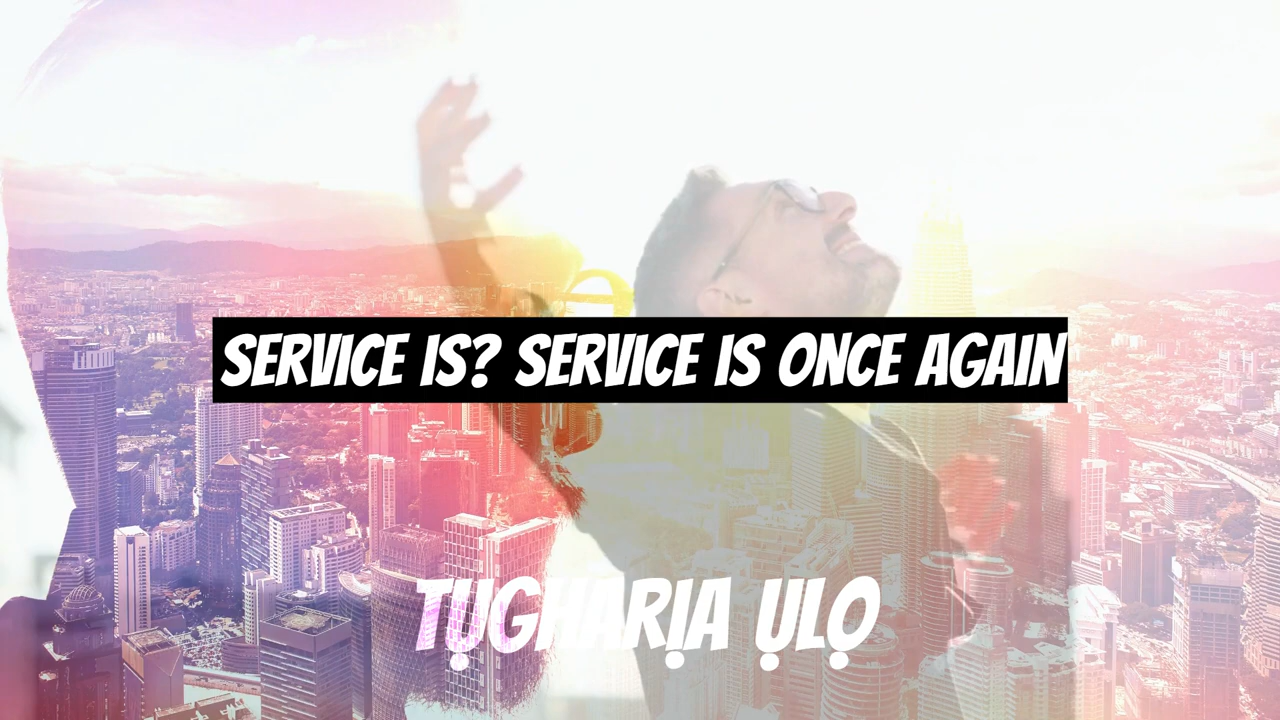 SERVICE IS? SERVICE IS ONCE AGAIN
TỤGHARỊA ỤLỌ